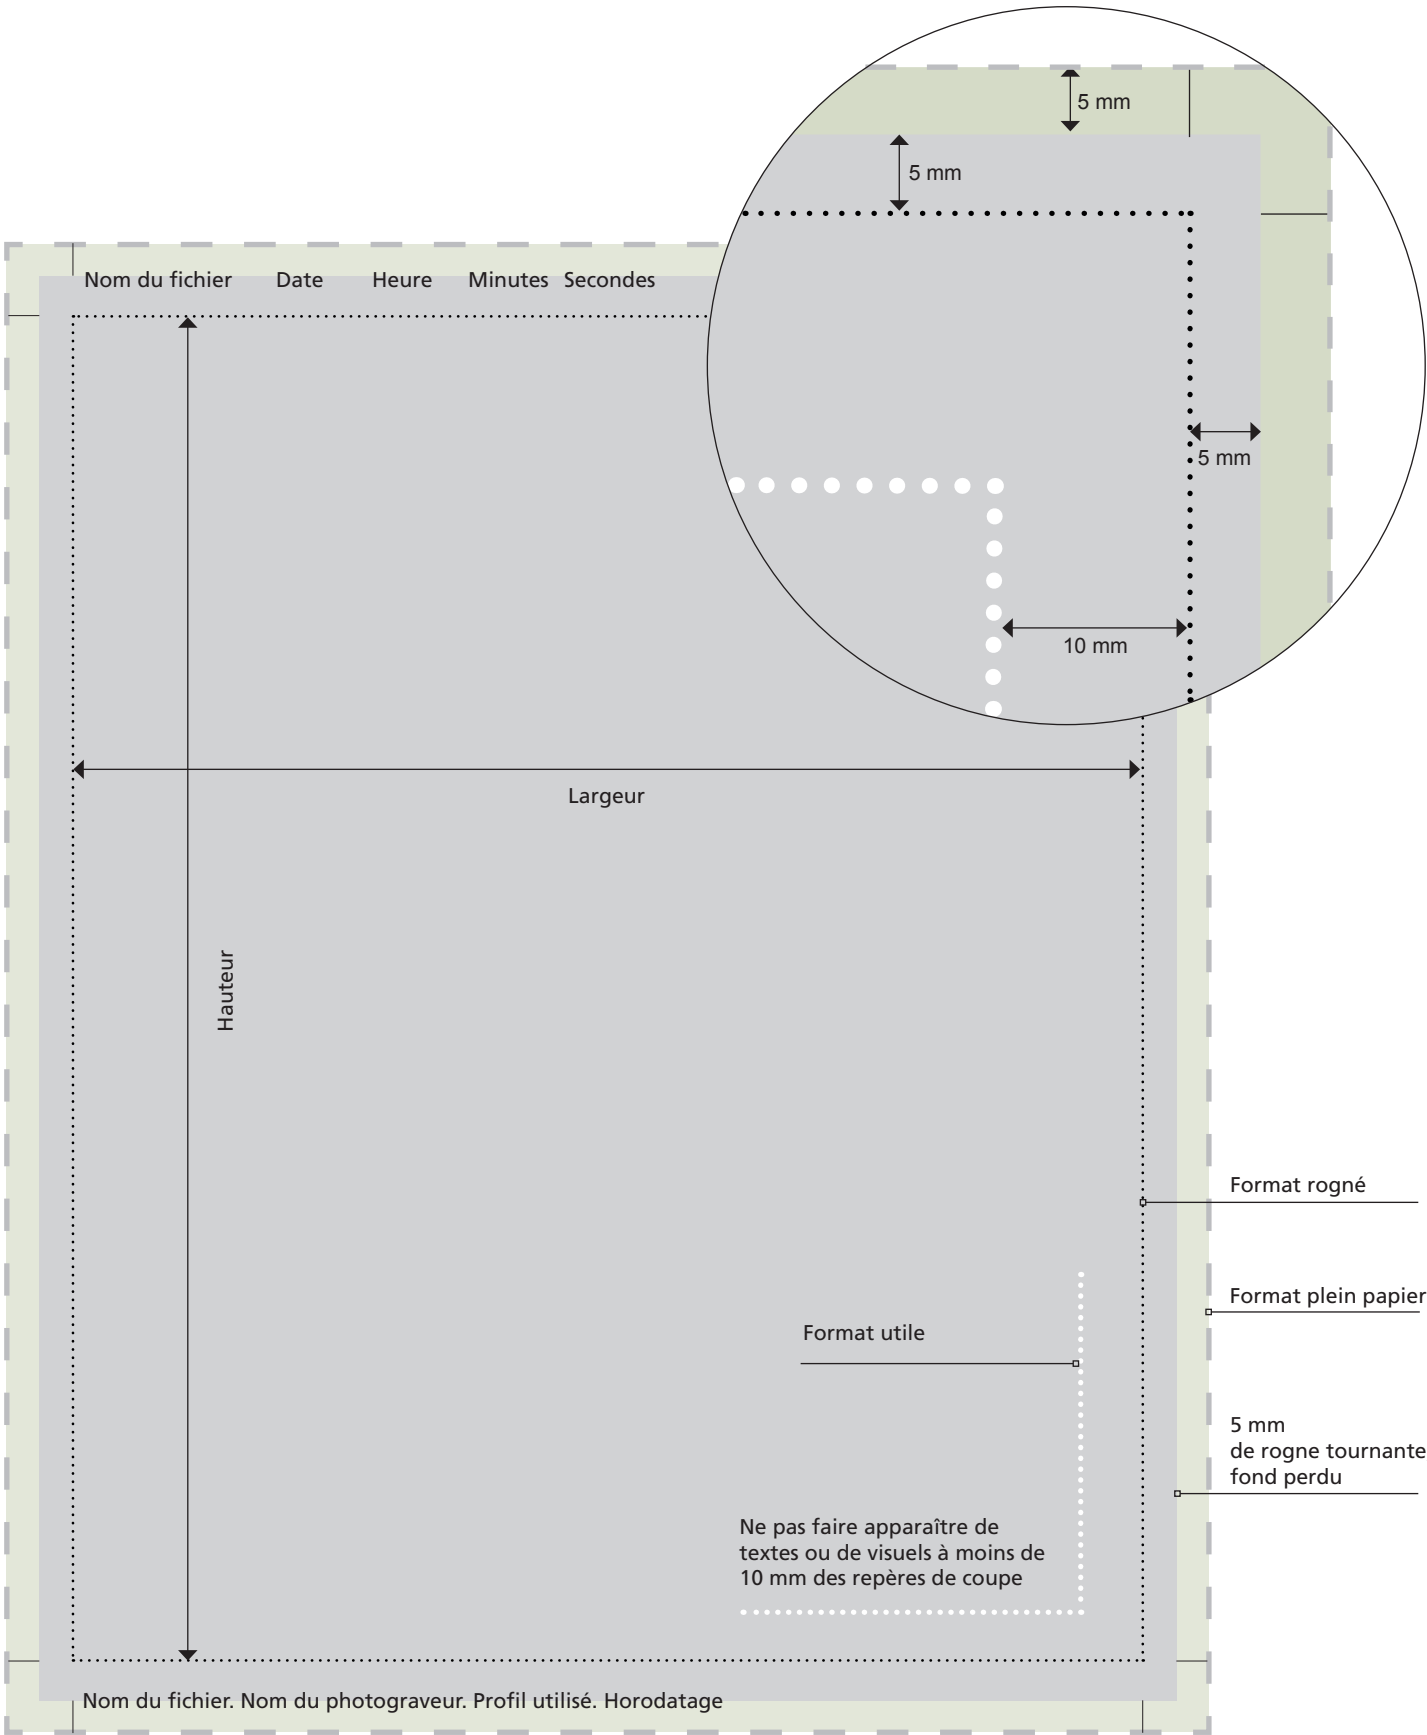 5 mm
5 mm
Nom du fichier Date Heure Minutes Secondes
5 mm
10 mm
Largeur
Hauteur
Format rogné
Format plein papier
Format utile
5 mm
de rogne tournante
fond perdu
Ne pas faire apparaître de
textes ou de visuels à moins de
10 mm des repères de coupe
Nom du fichier. Nom du photograveur. Profil utilisé. Horodatage